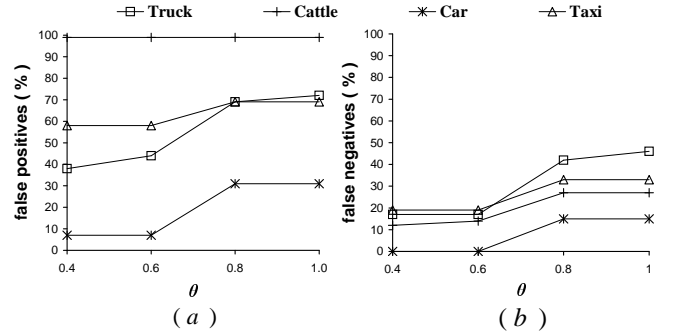 Truck Cattle Car Taxi
false positives ( % )
100
90
80
70
60
50
40
30
20
10
0
0.4 0.6 0.8 1.0
θ
( a )
false negatives ( % )
100
90
80
70
60
50
40
30
20
10
0
0.4 0.6 0.8 1
θ
( b )